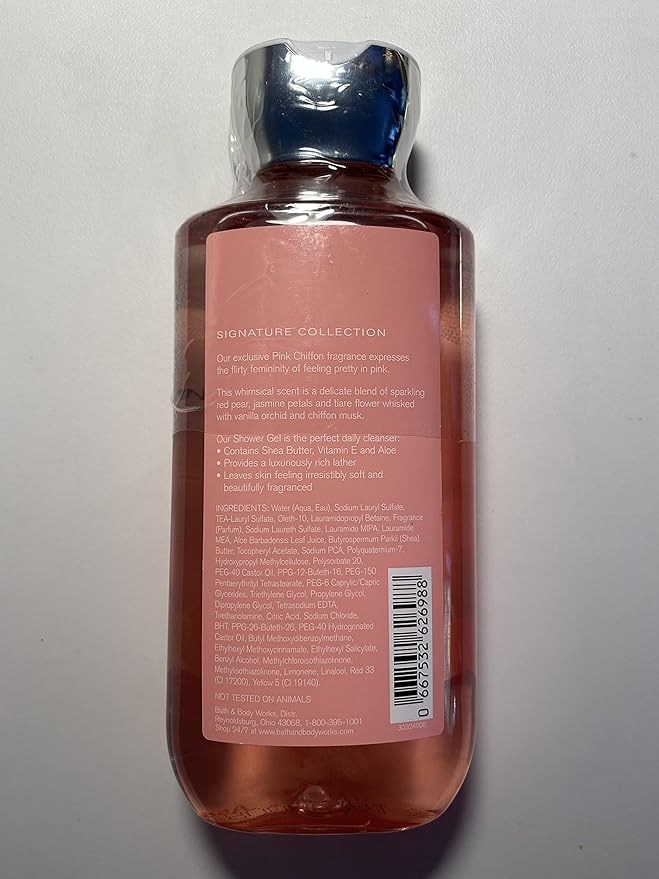 SIGNATURE COLLECTION
Our exclusive Pink Chiffon fragrance expresses
the flirty femininity of feeling pretty in pink.
This whimsical scent is a delicate blend of sparkling
red pear, jasmine petals and tiare flower whisked
with vanilla orchid and chiffon musk.
Our Shower Gel is the perfect daily cleanser:
• Contains Shea Butter, Vitamin E and Aloe
• Provides a luxuriously rich lather
• Leaves skin feeling irresistibly soft and
beautifully fragranced
INGREDIENTS: Water (Aqua, Eau), Sodium Laureth Sulfate,
TEA-Lauryl Sulfate, Oleth-10, Lauramidopropyl Betaine, Fragrance
(Parfum), Sodium Laureth Sulfate, Lauramide MIPA, Lauramide
MEA, Aloe Barbadensis Leaf Juice, Butyrospermum Parkii (Shea)
Butter, Tocopheryl Acetate, Sodium PCA, Polyquaternium-7,
Hydroxypropyl Methylcellulose, Polysorbate 20,
PEG-40 Castor Oil, PPG-12-Buteth-16, PEG-150
Pentaerythrityl Tetrastearate, PEG-6 Caprylic/Capric
Glycerides, Triethylene Glycol, Propylene Glycol,
Dipropylene Glycol, Tetrasodium EDTA,
Triethanolamine, Citric Acid, Sodium Chloride,
BHT, PPG-26-Buteth-26, PEG-40 Hydrogenated
Castor Oil, Butyl Methoxydibenzoylmethane,
Ethylhexyl Methoxycinnamate, Ethylhexyl Salicylate,
Benzyl Alcohol, Methylchloroisothiazolinone,
Methylisothiazolinone, Limonene, Linalool, Red 33
(CI 17200), Yellow 5 (CI 19140).
NOT TESTED ON ANIMALS
Bath & Body Works, Distr.
Reynoldsburg, Ohio 43068, 1-800-395-1001
Shop 24/7 at www.bathandbodyworks.com
0 667532 626988
30324908